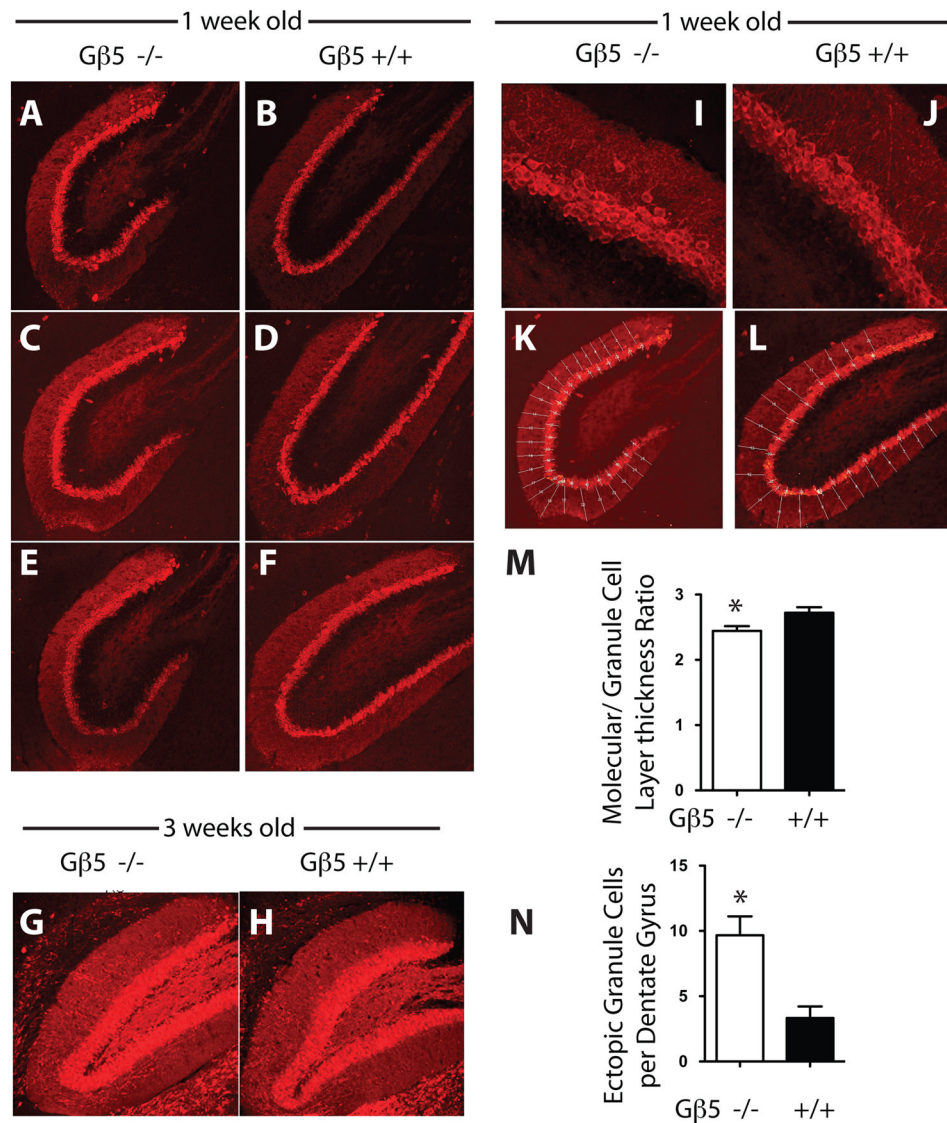 1 week old
Gβ5 -/-
Gβ5 +/+
A
B
C
D
E
F
3 weeks old
Gβ5 -/-
Gβ5 +/+
G
H
1 week old
Gβ5 -/-
Gβ5 +/+
I
J
K
L
M
Molecular/ Granule Cell
Layer thickness Ratio
3
2
1
0
*
Gβ5 -/- +/+
N
Ectopic Granule Cells
per Dentate Gyrus
15
10
5
0
*
Gβ5 -/- +/+